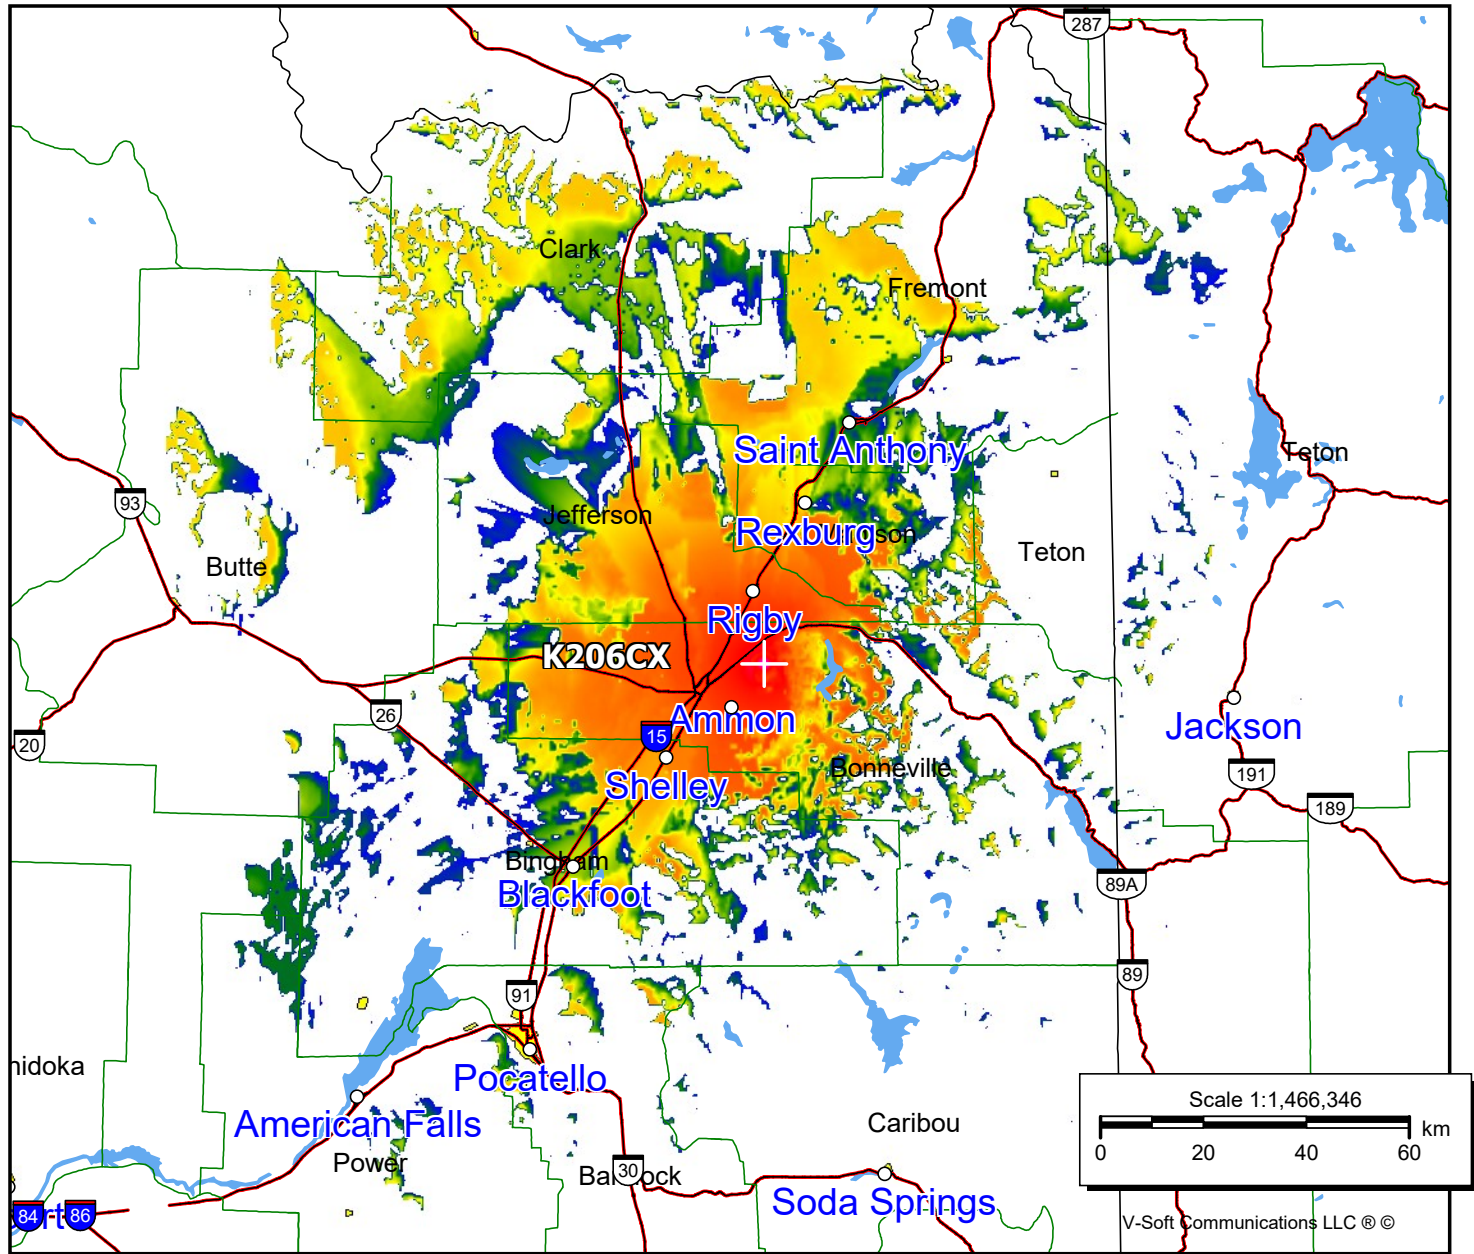 287
Clark
Fremont
Saint Anthony
Teton
93
Jefferson
Rexburg
Teton
Butte
Rigby
K206CX
Jackson
26
Ammon
15
20
Bonneville
191
Shelley
189
Bingham
Blackfoot
89A
89
91
nidoka
Pocatello
Scale 1:1,466,346
km
0 20 40 60
American Falls
Caribou
Power
30
Soda Springs
84
86
V-Soft Communications LLC ® ©